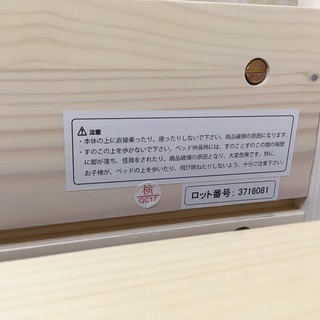 ⚠注意
・本体の上に直接乗ったり、座ったりしないで下さい。商品破損の原因になります。
・すのこの上を歩かないで下さい。ベッド伸長時には、すのことすのこの間の隙間
に脚が落ち、怪我をされたり、商品破損の原因となり、大変危険です。特に、
お子様が、ベッドの上を歩いたり、飛び跳ねたりしないよう、十分ご注意下さい。
検
QC17
ロット番号: 3716081